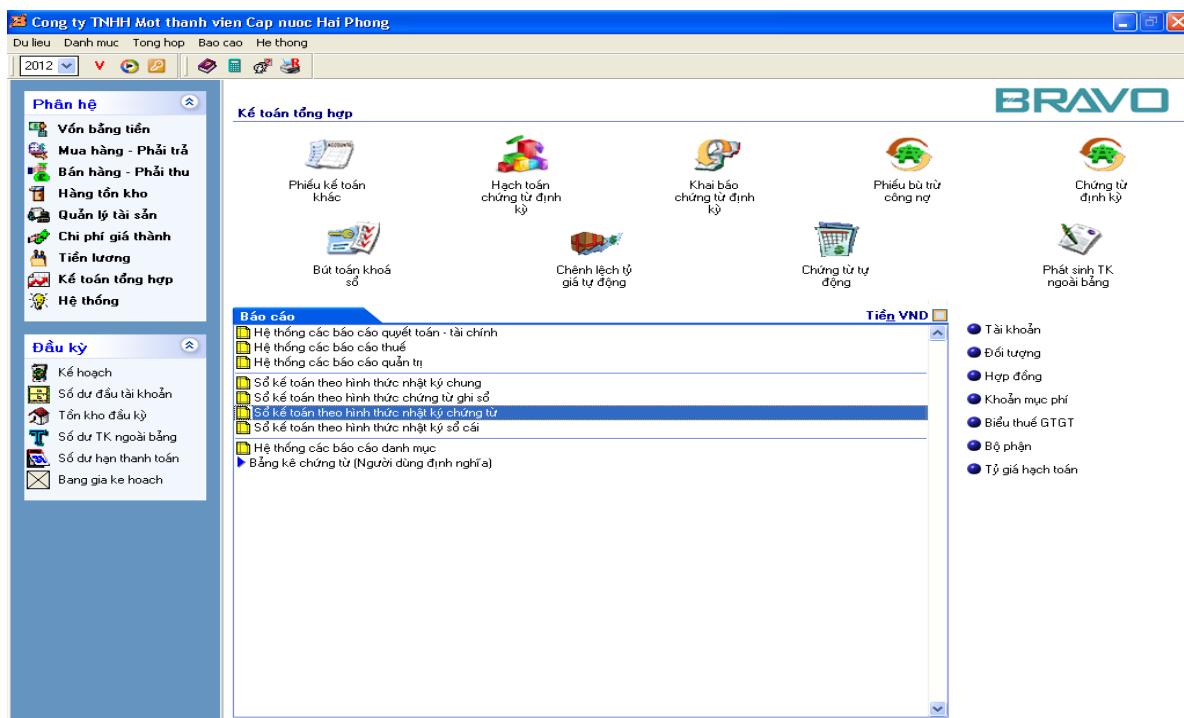 Cong ty TNHH Mot thanh vien Cap nuoc Hai Phong
Du lieu Danh muc Tong hop Bao cao He thong
2012
Phân hệ
Vốn bằng tiền
Mua hàng - Phải trả
Bán hàng - Phải thu
Hàng tồn kho
Quản lý tài sản
Chi phí giá thành
Tiền lương
Kế toán tổng hợp
Hệ thống
Đầu kỳ
Kế hoạch
Số dư đầu tài khoản
Tồn kho đầu kỳ
Số dư TK ngoài bảng
Số dư hạn thanh toán
Bang gia ke hoach
BRAVO
Kế toán tổng hợp
Phiếu kế toán
khác
Hạch toán
chứng từ định
kỳ
Khai báo
chứng từ định
kỳ
Phiếu bù trừ
công nợ
Chứng từ
định kỳ
Bút toán khoá
sổ
Chênh lệch tỷ
giá tự động
Chứng từ tự
động
Phát sinh TK
ngoài bảng
Báo cáo
Tiền VND
Hệ thống các báo cáo quyết toán - tài chính
Hệ thống các báo cáo thuế
Hệ thống các báo cáo quản trị
Sổ kế toán theo hình thức nhật ký chung
Sổ kế toán theo hình thức chứng từ ghi sổ
Sổ kế toán theo hình thức nhật ký chứng từ
Sổ kế toán theo hình thức nhật ký sổ cái
Hệ thống các báo cáo danh mục
Bảng kê chứng từ (Người dùng định nghĩa)
Tài khoản
Đối tượng
Hợp đồng
Khoản mục phí
Biểu thuế GTGT
Bộ phận
Tỷ giá hạch toán